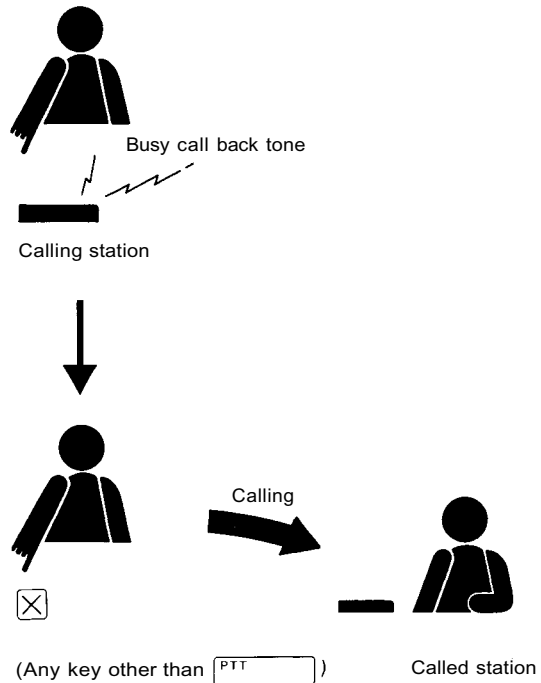 Busy call back tone
Calling station
Calling
(Any key other than PTT)
Called station